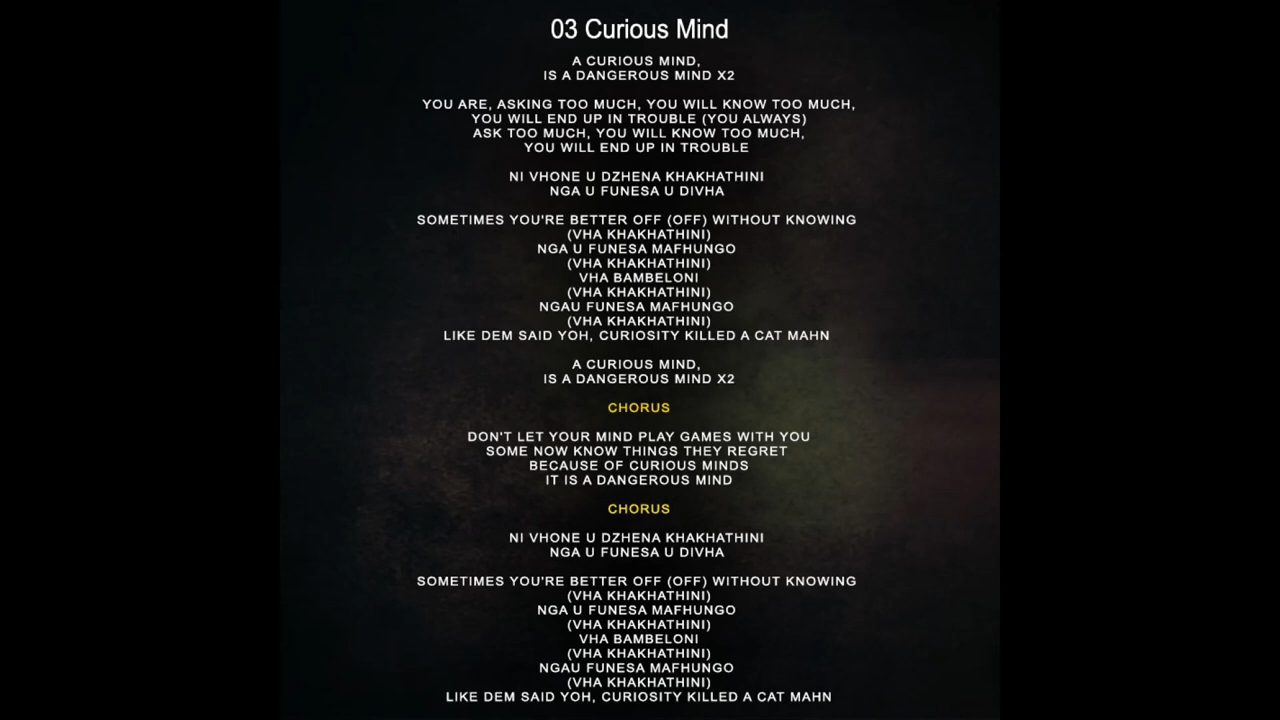 03 Curious Mind
A CURIOUS MIND,
IS A DANGEROUS MIND X2
YOU ARE, ASKING TOO MUCH, YOU WILL KNOW TOO MUCH,
YOU WILL END UP IN TROUBLE (YOU ALWAYS)
ASK TOO MUCH, YOU WILL KNOW TOO MUCH,
YOU WILL END UP IN TROUBLE
NI VHONE U DZHENA KHAKHATHINI
NGA U FUNESA U DIVHA
SOMETIMES YOU'RE BETTER OFF (OFF) WITHOUT KNOWING
(VHA KHAKHATHINI)
NGA U FUNESA MAFHUNGO
(VHA KHAKHATHINI)
VHA BAMBELONI
(VHA KHAKHATHINI)
NGAU FUNESA MAFHUNGO
(VHA KHAKHATHINI)
LIKE DEM SAID YOH, CURIOSITY KILLED A CAT MAHN
A CURIOUS MIND,
IS A DANGEROUS MIND X2
CHORUS
DON'T LET YOUR MIND PLAY GAMES WITH YOU
SOME NOW KNOW THINGS THEY REGRET
BECAUSE OF CURIOUS MINDS
IT IS A DANGEROUS MIND
CHORUS
NI VHONE U DZHENA KHAKHATHINI
NGA U FUNESA U DIVHA
SOMETIMES YOU'RE BETTER OFF (OFF) WITHOUT KNOWING
(VHA KHAKHATHINI)
NGA U FUNESA MAFHUNGO
(VHA KHAKHATHINI)
VHA BAMBELONI
(VHA KHAKHATHINI)
NGAU FUNESA MAFHUNGO
(VHA KHAKHATHINI)
LIKE DEM SAID YOH, CURIOSITY KILLED A CAT MAHN